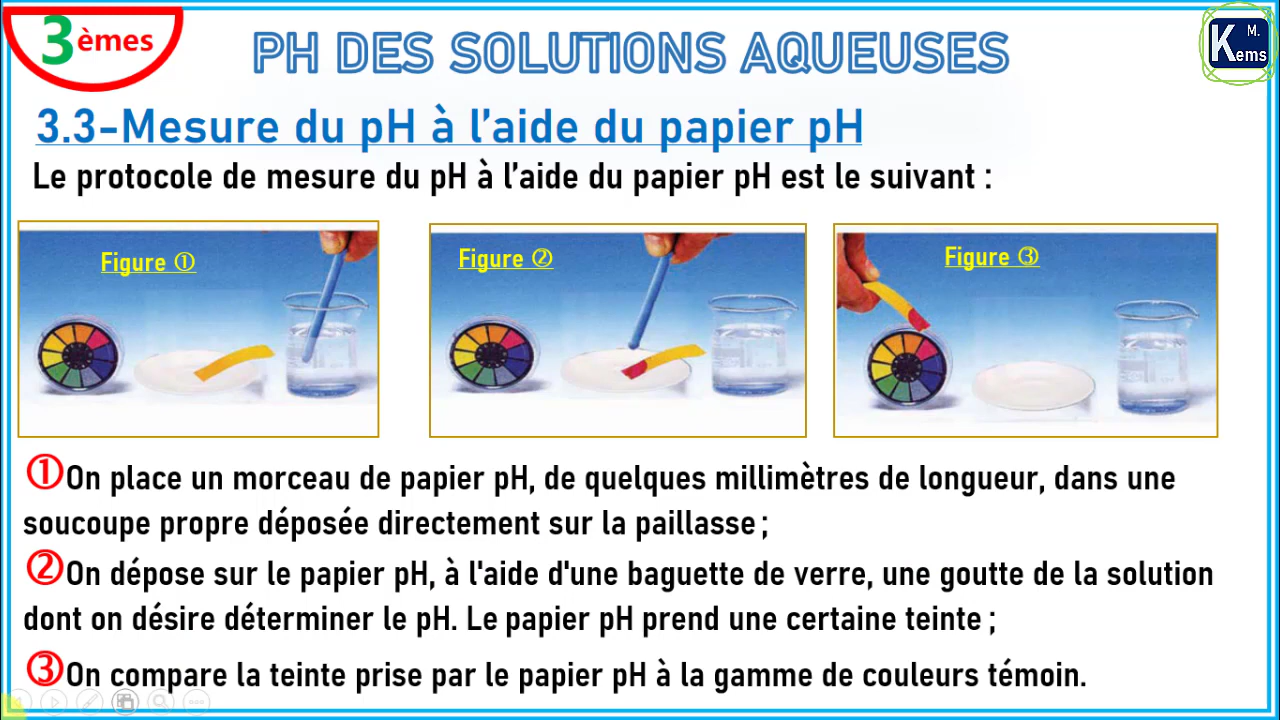 3èmes
PH DES SOLUTIONS AQUEUSES
M.
Kems
3.3-Mesure du pH à l’aide du papier pH
Le protocole de mesure du pH à l’aide du papier pH est le suivant :
Figure ①
Figure ②
Figure ③
①On place un morceau de papier pH, de quelques millimètres de longueur, dans une
soucoupe propre déposée directement sur la paillasse ;
②On dépose sur le papier pH, à l'aide d'une baguette de verre, une goutte de la solution
dont on désire déterminer le pH. Le papier pH prend une certaine teinte ;
③On compare la teinte prise par le papier pH à la gamme de couleurs témoin.